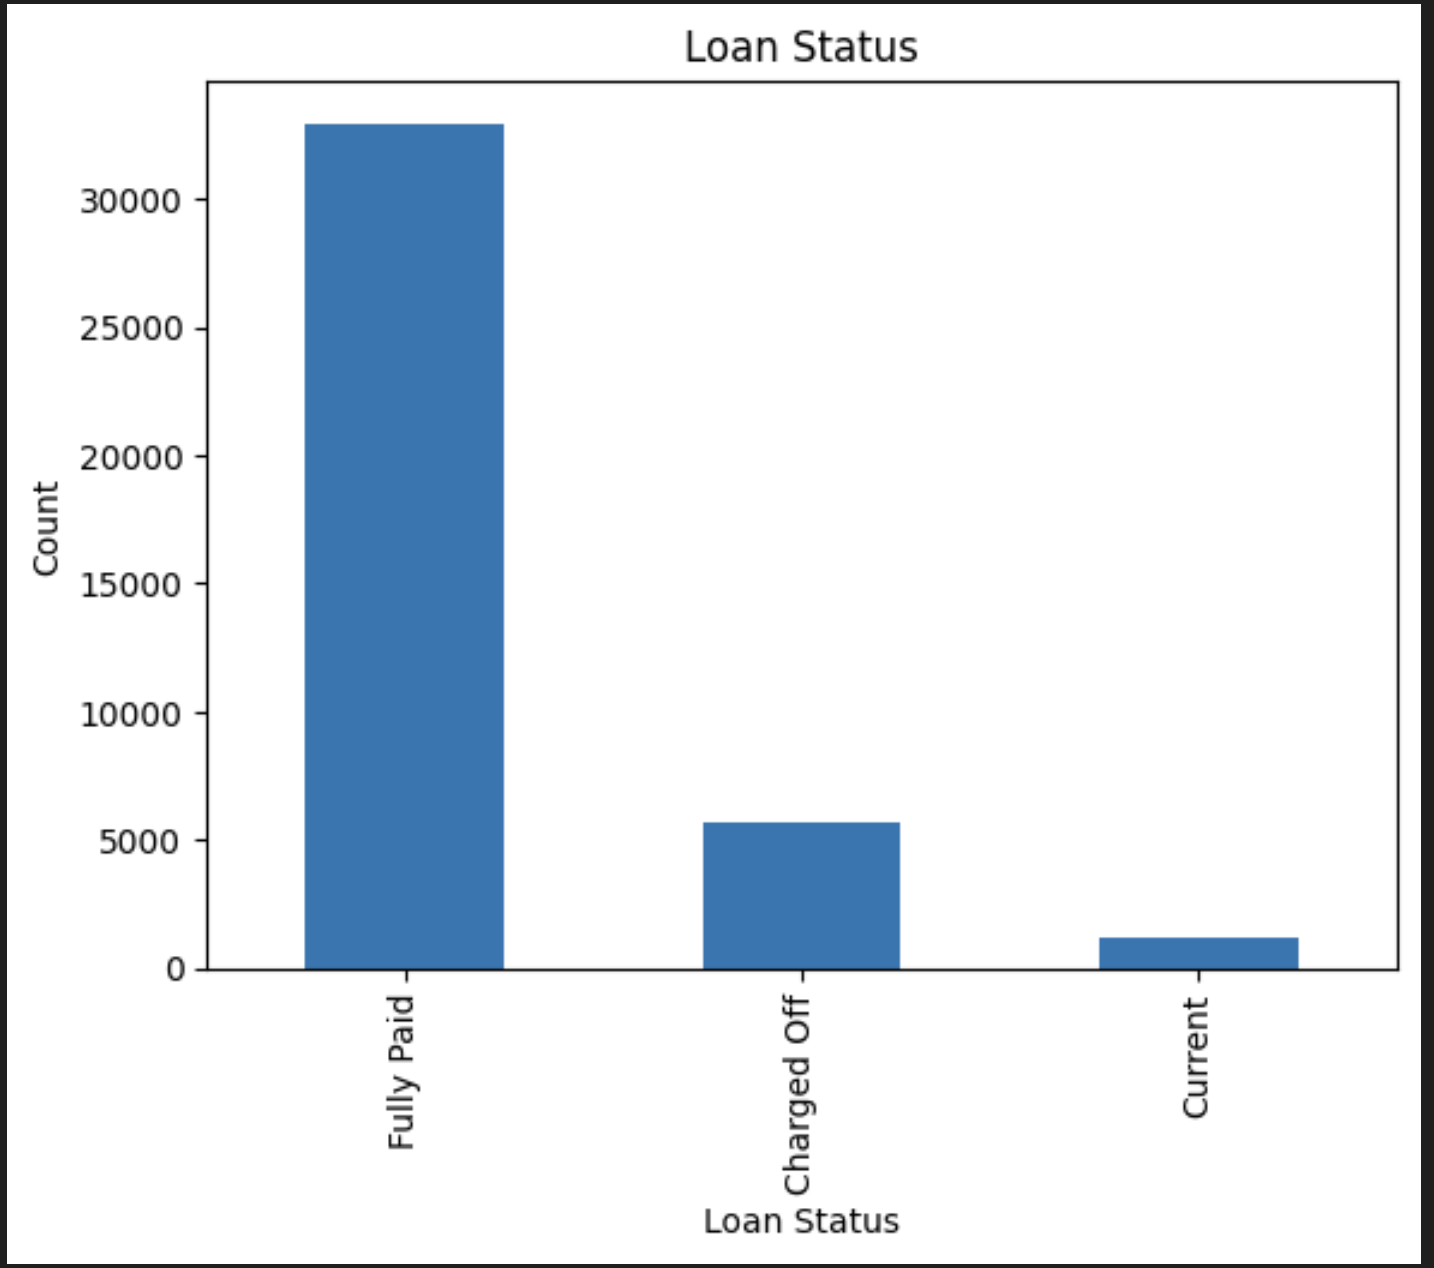 Loan Status
30000
25000
20000
15000
10000
5000
0
Count
Fully Paid
Charged Off
Current
Loan Status